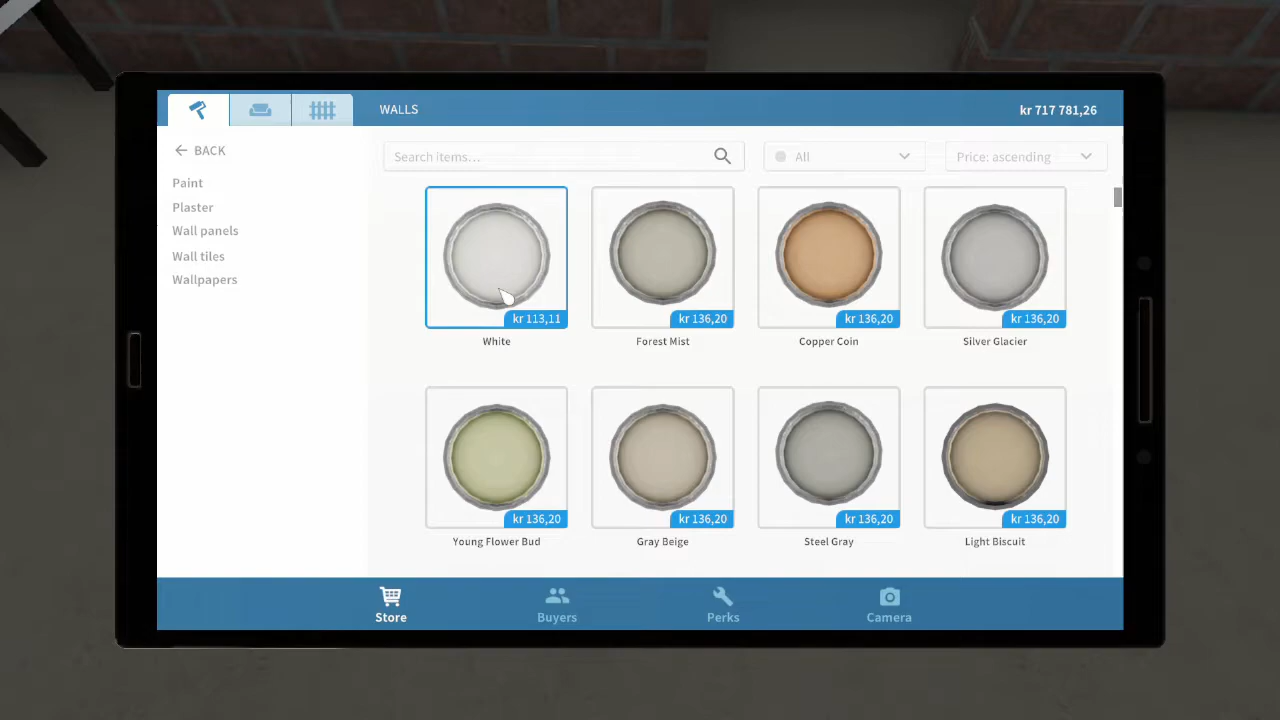 WALLS
kr 717 781,26
BACK
Search items...
All
Price: ascending
Paint
Plaster
Wall panels
Wall tiles
Wallpapers
kr 113,11
kr 136,20
kr 136,20
kr 136,20
White
Forest Mist
Copper Coin
Silver Glacier
kr 136,20
kr 136,20
kr 136,20
kr 136,20
Young Flower Bud
Gray Beige
Steel Gray
Light Biscuit
Store
Buyers
Perks
Camera